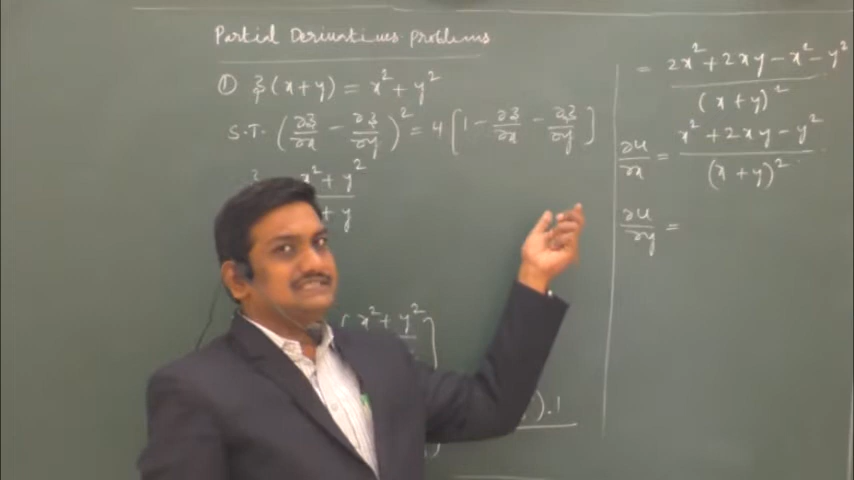 Partial Derivatives Problems
① z(x+y) = x² + y²
S.T. (∂z/∂x − ∂z/∂y)² = 4[1 − ∂z/∂x − ∂z/∂y]
x² + y²
+ y
x² + y²
).1
= 2x² + 2xy − x² − y² / (x+y)²
∂u/∂x = x² + 2xy − y² / (x+y)²
∂u/∂y =